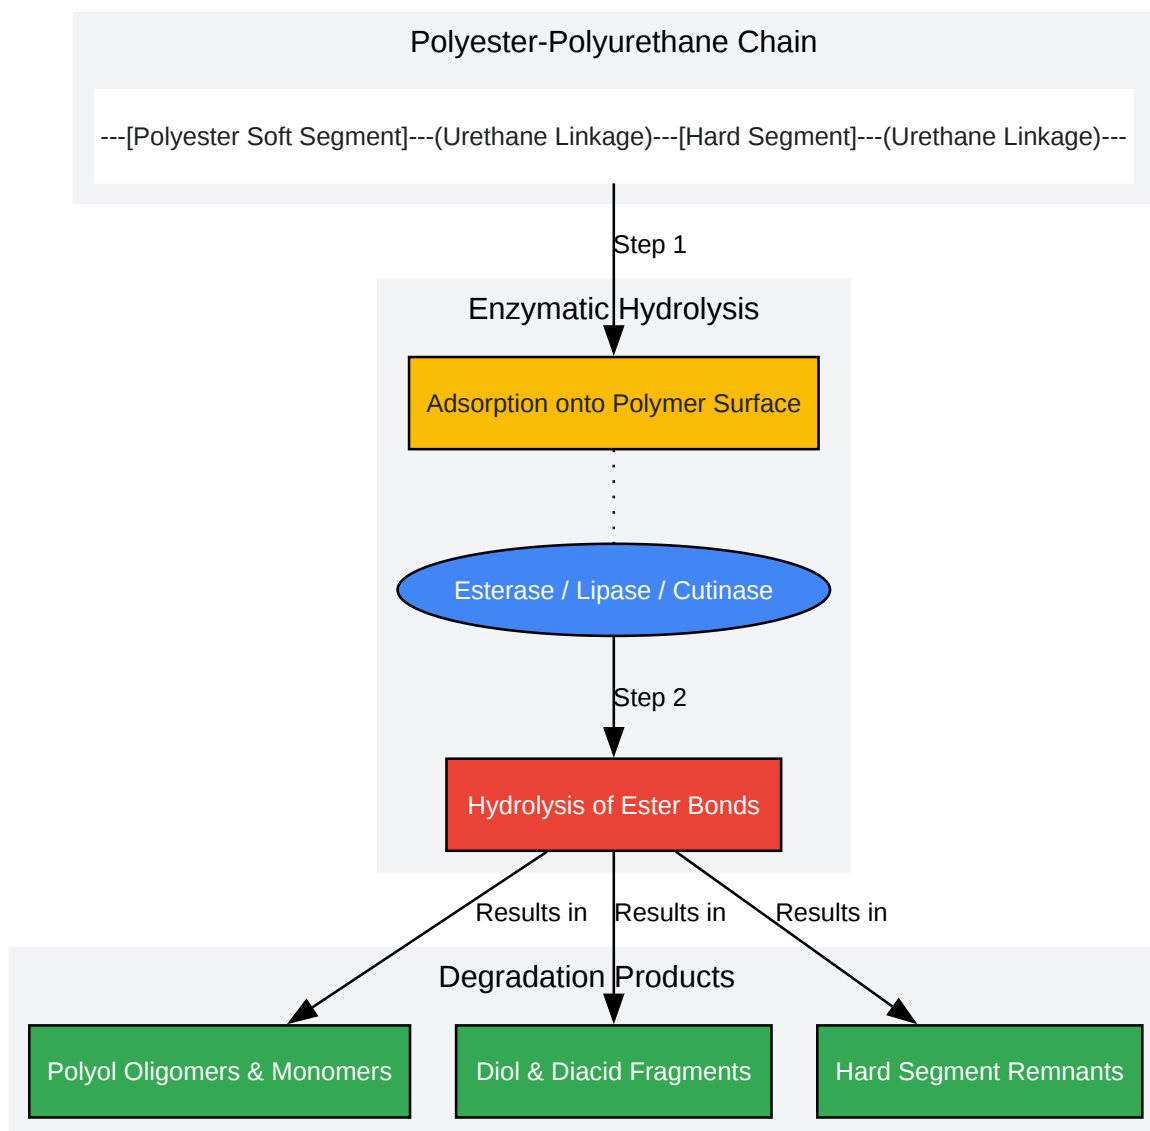 Polyester-Polyurethane Chain
---[Polyester Soft Segment]---(Urethane Linkage)---[Hard Segment]---(Urethane Linkage)---
Step 1
Enzymatic Hydrolysis
Adsorption onto Polymer Surface
Esterase / Lipase / Cutinase
Step 2
Hydrolysis of Ester Bonds
Results in
Results in
Results in
Degradation Products
Polyol Oligomers & Monomers
Diol & Diacid Fragments
Hard Segment Remnants